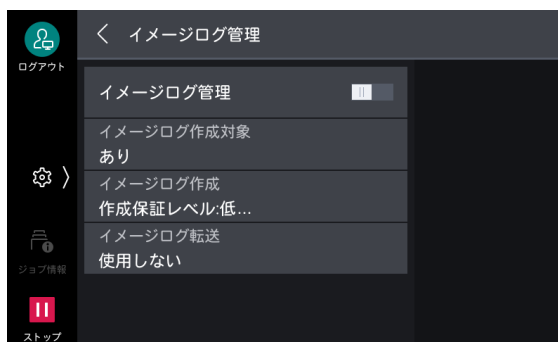 イメージログ管理
ログアウト
イメージログ管理
イメージログ作成対象
あり
イメージログ作成
作成保証レベル:低...
イメージログ転送
使用しない
ジョブ情報
ストップ